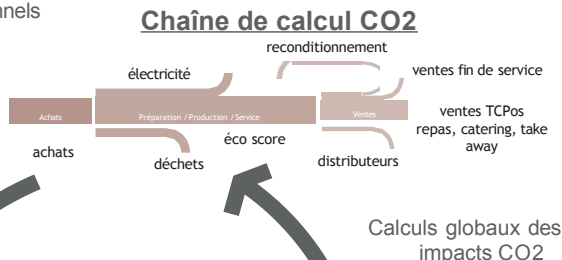 nnels
Chaîne de calcul CO2
reconditionnement
électricité
ventes fin de service
Achats
Préparation / Production / Service
Ventes
ventes TCPos
repas, catering, take
away
achats
éco score
déchets
distributeurs
Calculs globaux des
impacts CO2